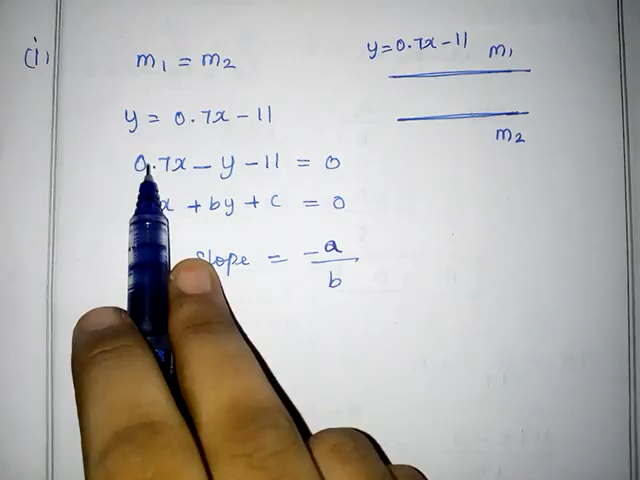 (i)
m₁ = m₂
y = 0.7x - 11
0.7x - y - 11 = 0
x + by + c = 0
slope = -a/b
y = 0.7x - 11 m₁
m₂